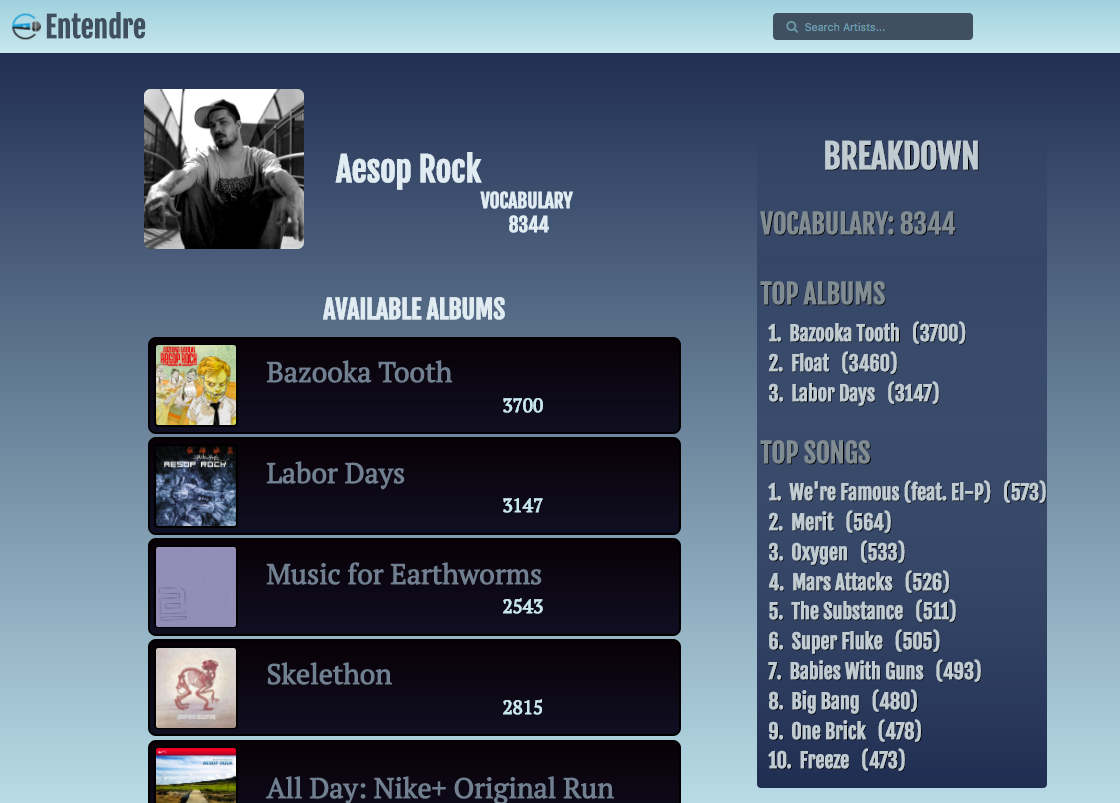 Entendre
Search Artists...
Aesop Rock
VOCABULARY
8344
AVAILABLE ALBUMS
Bazooka Tooth
3700
AESOP ROCK
Labor Days
3147
Music for Earthworms
2543
Skelethon
2815
AESOP ROCK
All Day: Nike+ Original Run
BREAKDOWN
VOCABULARY: 8344
TOP ALBUMS
1. Bazooka Tooth (3700)
2. Float (3460)
3. Labor Days (3147)
TOP SONGS
1. We're Famous (feat. El-P) (573)
2. Merit (564)
3. Oxygen (533)
4. Mars Attacks (526)
5. The Substance (511)
6. Super Fluke (505)
7. Babies With Guns (493)
8. Big Bang (480)
9. One Brick (478)
10. Freeze (473)